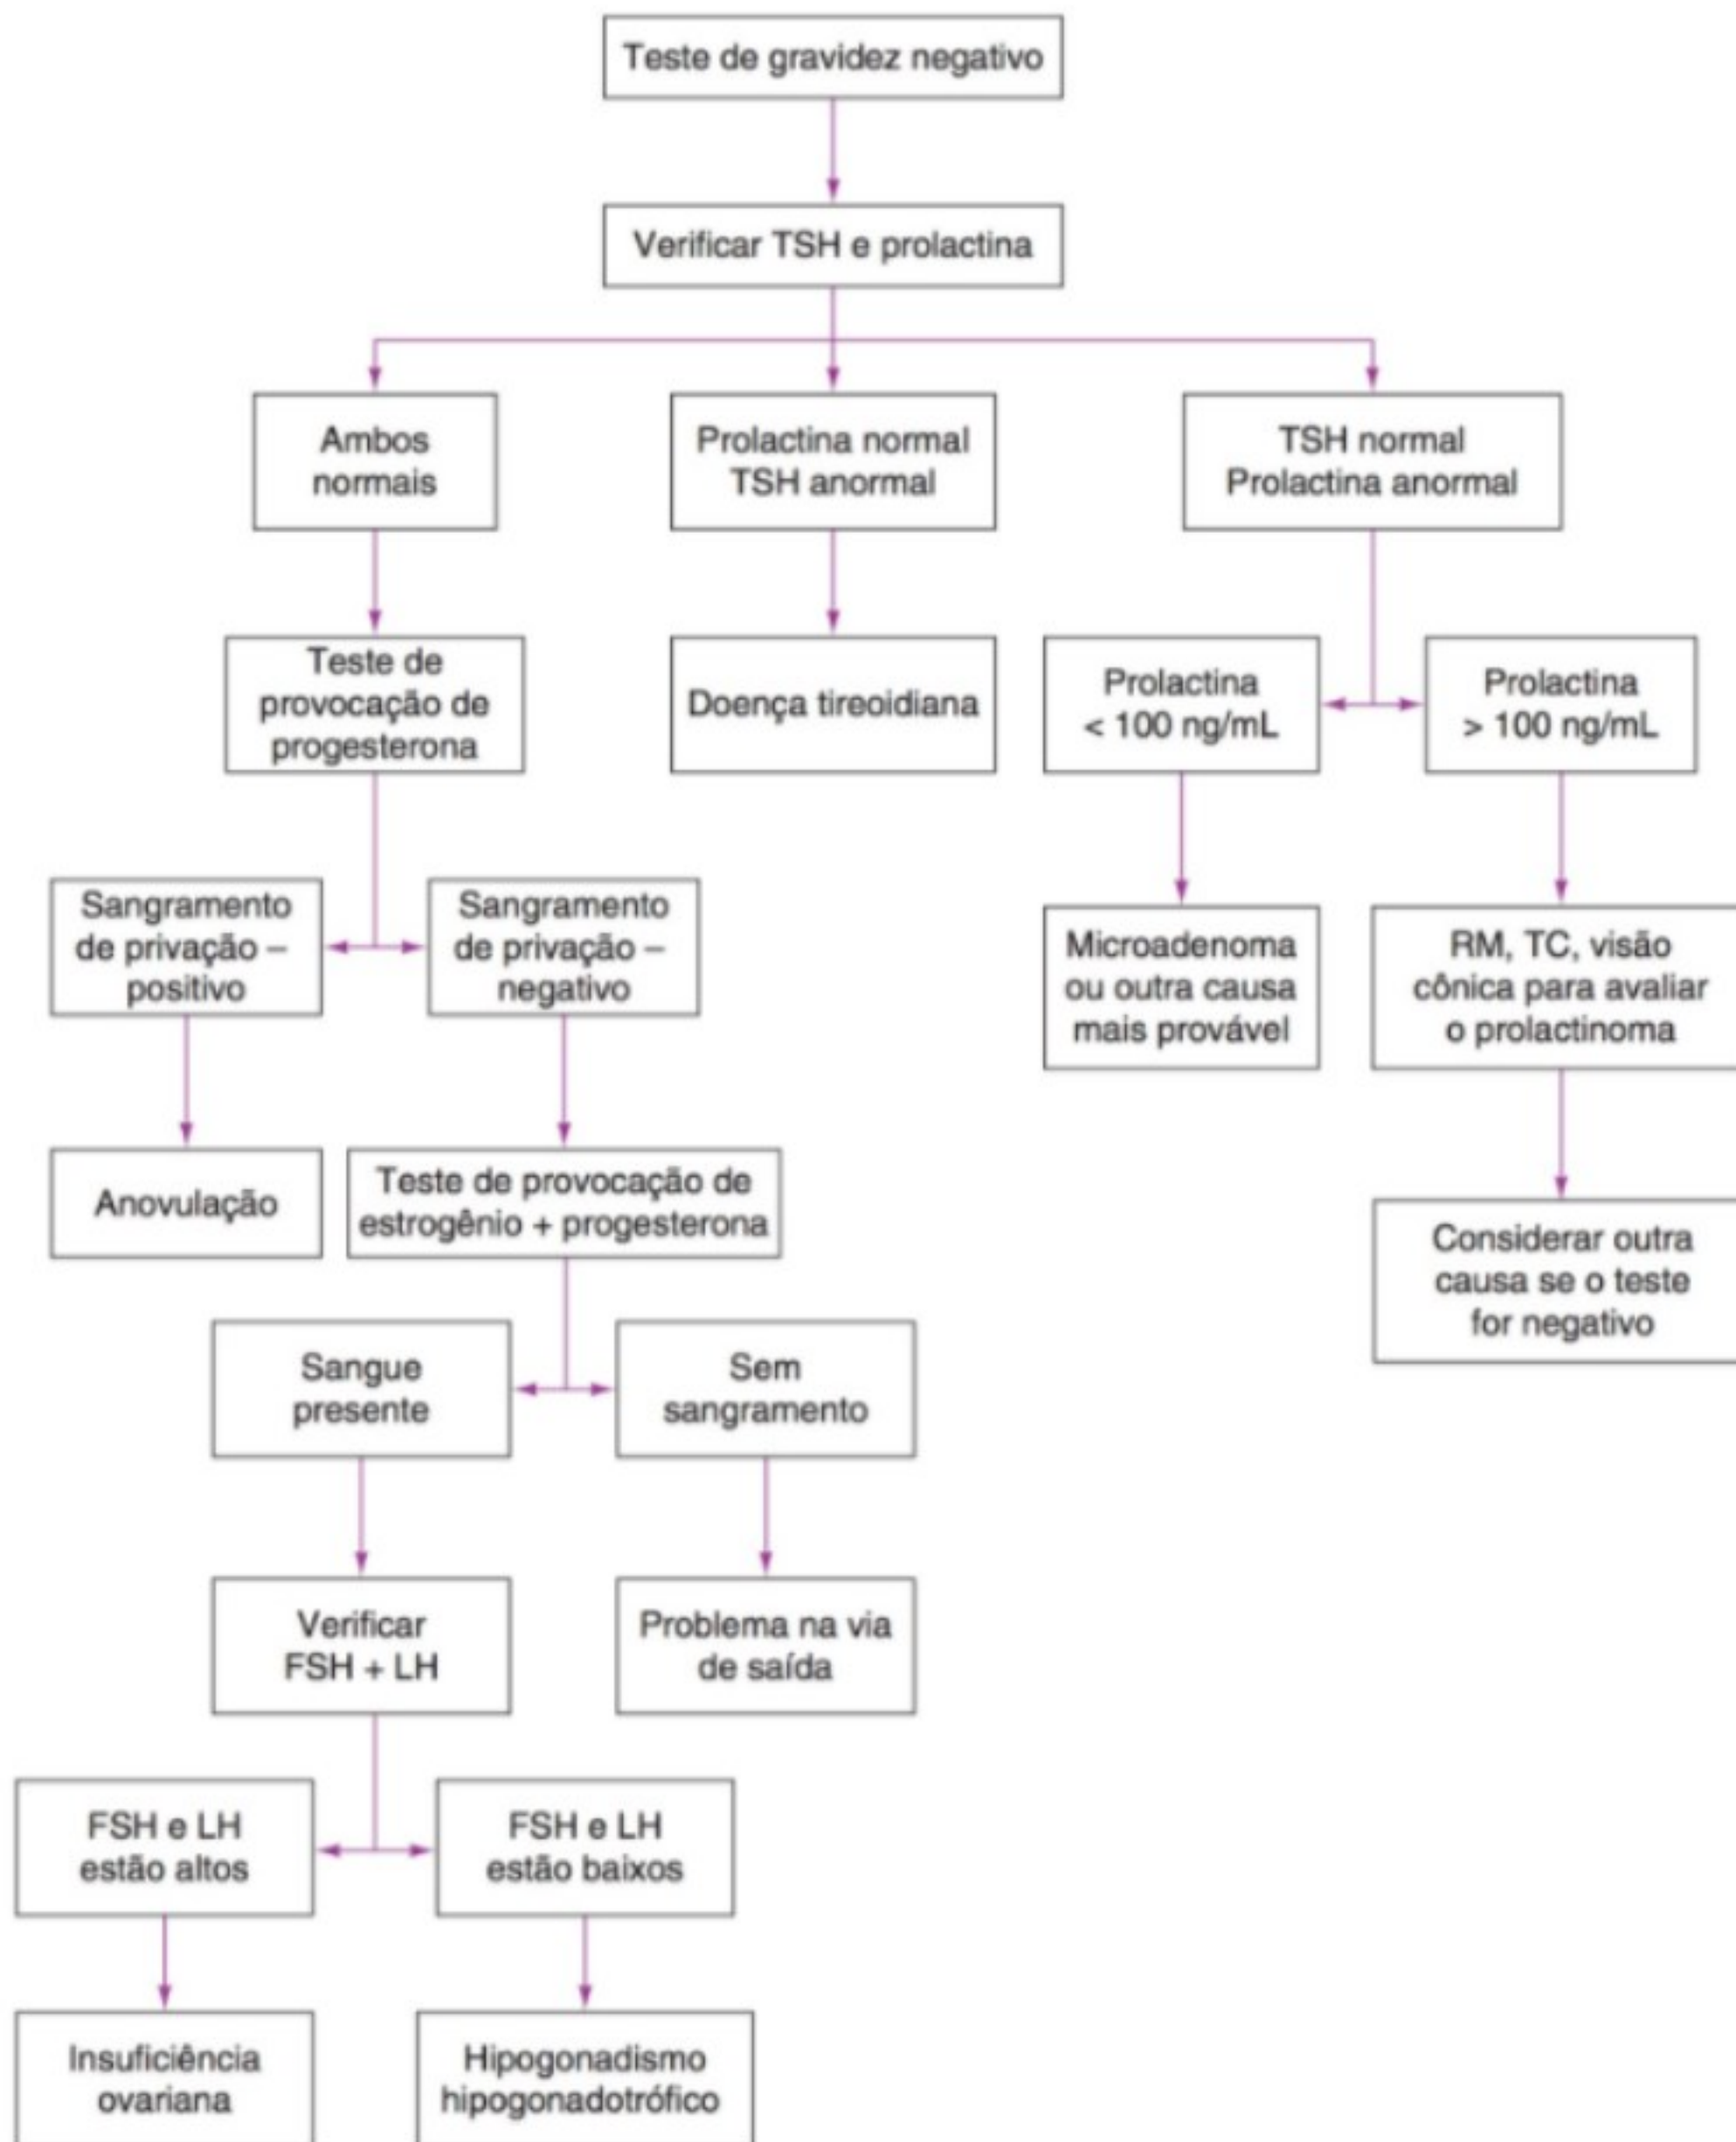 Teste de gravidez negativo
Verificar TSH e prolactina
Ambos
normais
Prolactina normal
TSH anormal
TSH normal
Prolactina anormal
Teste de
provocação de
progesterona
Doença tireoidiana
Prolactina
< 100 ng/mL
Prolactina
> 100 ng/mL
Sangramento
de privação –
positivo
Sangramento
de privação –
negativo
Microadenoma
ou outra causa
mais provável
RM, TC, visão
cônica para avaliar
o prolactinoma
Anovulação
Teste de provocação de
estrogênio + progesterona
Considerar outra
causa se o teste
for negativo
Sangue
presente
Sem
sangramento
Verificar
FSH + LH
Problema na via
de saída
FSH e LH
estão altos
FSH e LH
estão baixos
Insuficiência
ovariana
Hipogonadismo
hipogonadotrófico